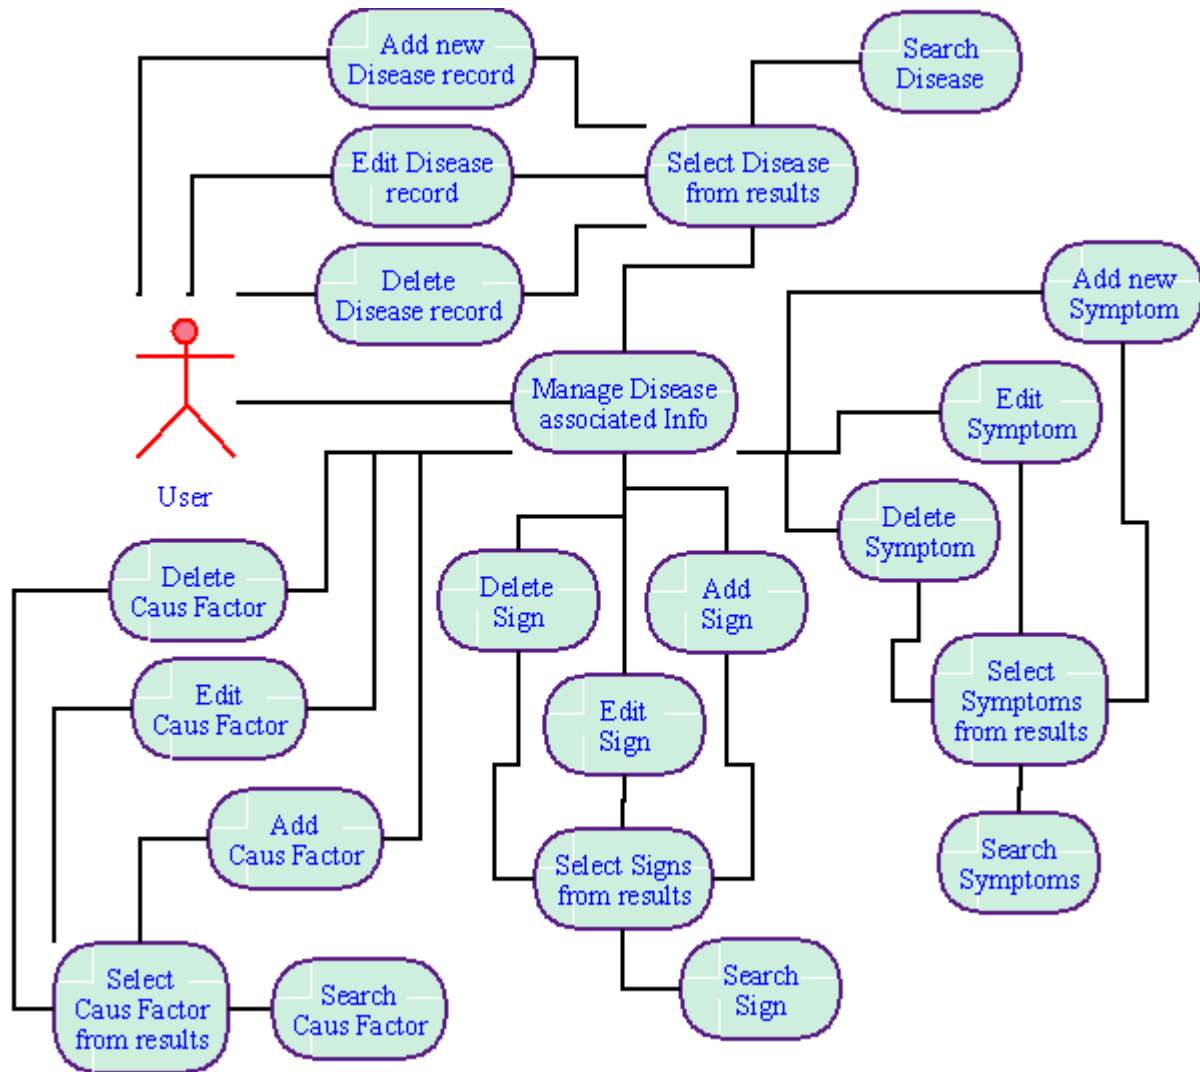 Add new
Disease record
Search
Disease
Edit Disease
record
Select Disease
from results
Delete
Disease record
Add new
Symptom
Manage Disease
associated Info
Edit
Symptom
User
Delete
Symptom
Delete
Caus Factor
Delete
Sign
Add
Sign
Edit
Caus Factor
Edit
Sign
Select
Symptoms
from results
Add
Caus Factor
Select Signs
from results
Search
Symptoms
Select
Caus Factor
from results
Search
Caus Factor
Search
Sign